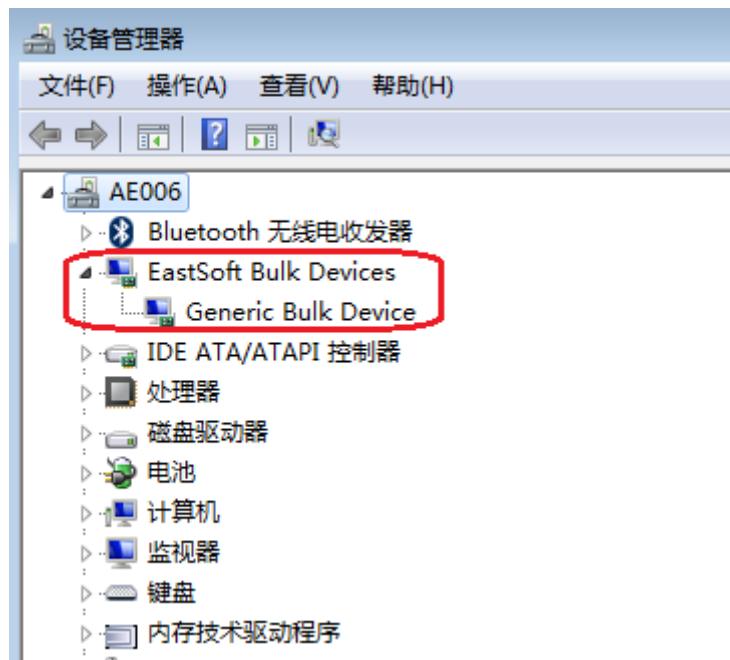 设备管理器
文件(F) 操作(A) 查看(V) 帮助(H)
AE006
Bluetooth 无线电收发器
EastSoft Bulk Devices
Generic Bulk Device
IDE ATA/ATAPI 控制器
处理器
磁盘驱动器
电池
计算机
监视器
键盘
内存技术驱动程序